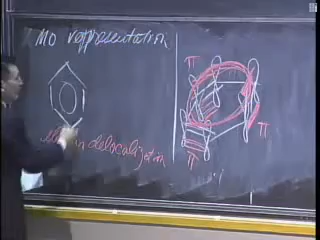 MO representation
delocalization
π
π
π